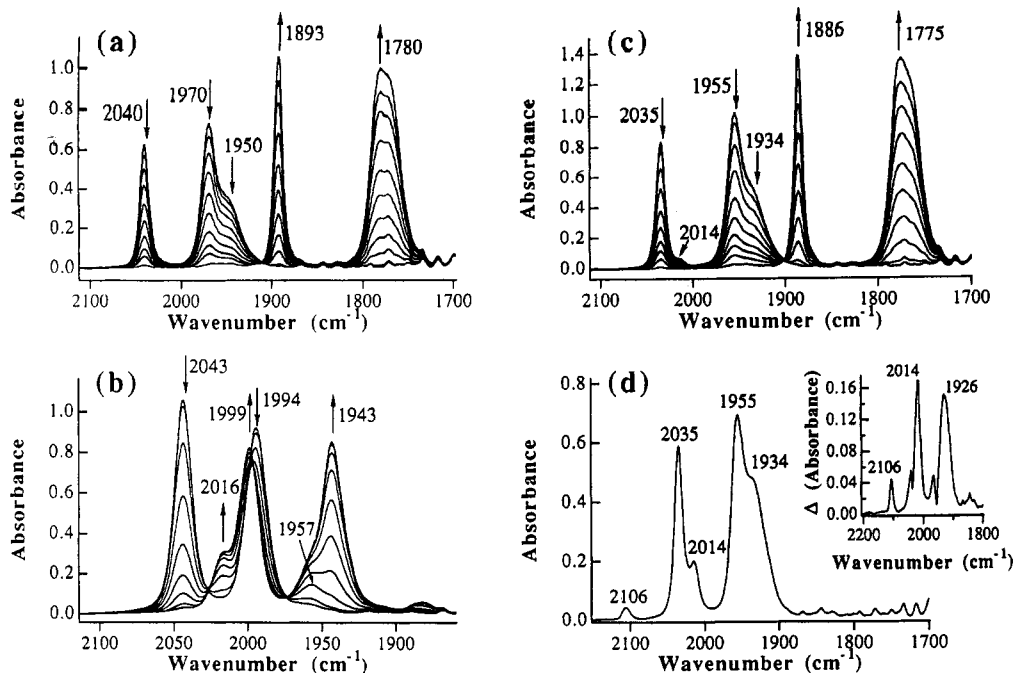 (a)
1893
1780
2040
1970
1950
Absorbance
1.0
0.8
0.6
0.4
0.2
0.0
2100 2000 1900 1800 1700
Wavenumber (cm⁻¹)
(c)
1886
1775
2035
1955
1934
2014
Absorbance
1.4
1.2
1.0
0.8
0.6
0.4
0.2
0.0
2100 2000 1900 1800 1700
Wavenumber (cm⁻¹)
(b)
2043
1999
1994
1943
2016
1957
Absorbance
1.0
0.8
0.6
0.4
0.2
0.0
2100 2050 2000 1950 1900
Wavenumber (cm⁻¹)
(d)
2035
1955
1934
2014
2106
Absorbance
0.8
0.6
0.4
0.2
0.0
2100 2000 1900 1800 1700
Wavenumber (cm⁻¹)
2014
1926
2106
Δ (Absorbance)
0.16
0.12
0.08
0.04
0.00
2200 2000 1800
Wavenumber (cm⁻¹)